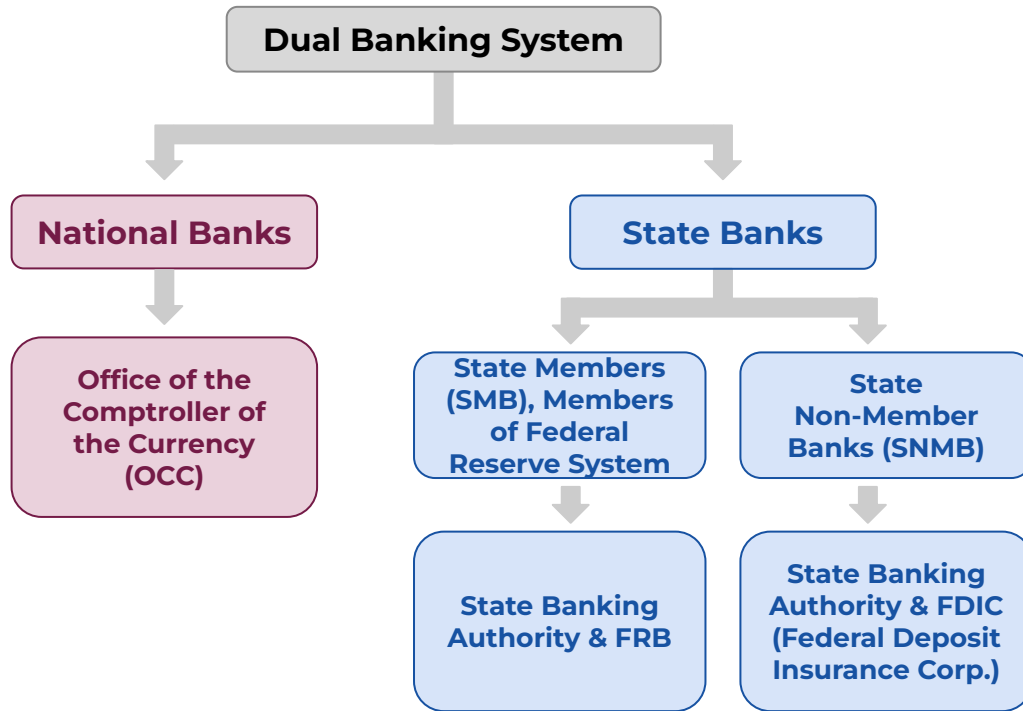 Dual Banking System
National Banks
State Banks
Office of the
Comptroller of
the Currency
(OCC)
State Members
(SMB), Members
of Federal
Reserve System
State
Non-Member
Banks (SNMB)
State Banking
Authority & FRB
State Banking
Authority & FDIC
(Federal Deposit
Insurance Corp.)